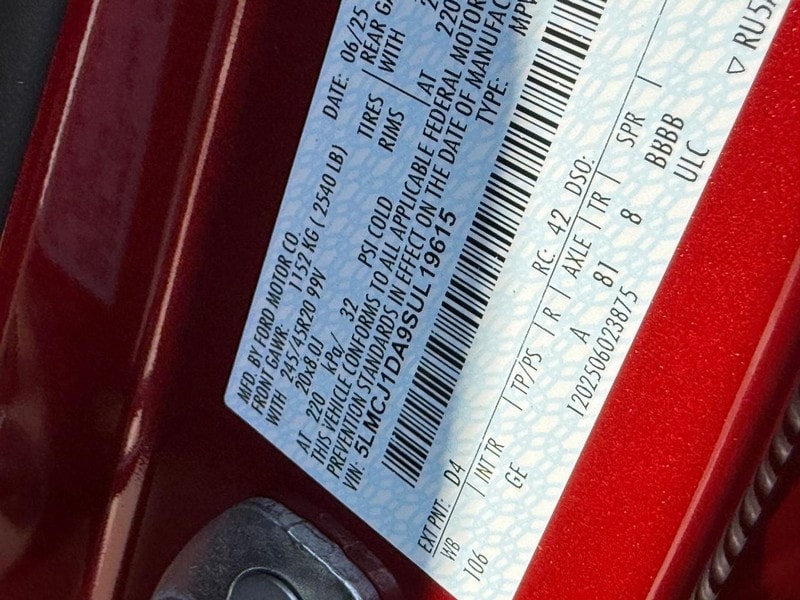 MFD. BY FORD MOTOR CO.
DATE: 06/25
FRONT GAWR: 1152 KG ( 2540 LB)
REAR GA
WITH 245/45R20 99V
TIRES WITH
20x8.0J
RIMS
AT 220 kPa/ 32 PSI COLD
AT 220
THIS VEHICLE CONFORMS TO ALL APPLICABLE FEDERAL MOTOR
PREVENTION STANDARDS IN EFFECT ON THE DATE OF MANUFAC
VIN: 5LMCJ1DA9SUL19615
TYPE: MPV
EXT PNT: D4 RC: 42 DSO:
WB INT TR TP/PS R AXLE TR SPR
106 GE A 81 8 BBBB
1202506023875 ULC
▽ RU5